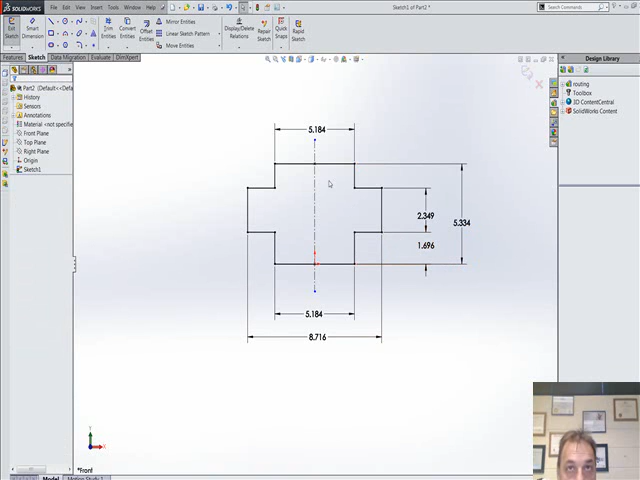 SOLIDWORKS File Edit View Insert Tools Window Help Sketch1 of Part2 * Search Commands
Exit Sketch Smart Dimension Trim Entities Convert Entities Offset Entities Mirror Entities Linear Sketch Pattern Move Entities Display/Delete Relations Repair Sketch Quick Snaps Rapid Sketch
Features Sketch Data Migration Evaluate DimXpert
Design Library
Part2 (Default<<Defa
History
Sensors
Annotations
Material <not specifie
Front Plane
Top Plane
Right Plane
Origin
Sketch1
routing
Toolbox
3D ContentCentral
SolidWorks Content
5.184
2.349
5.334
1.696
5.184
8.716
Y
X
*Front
Model Motion Study 1